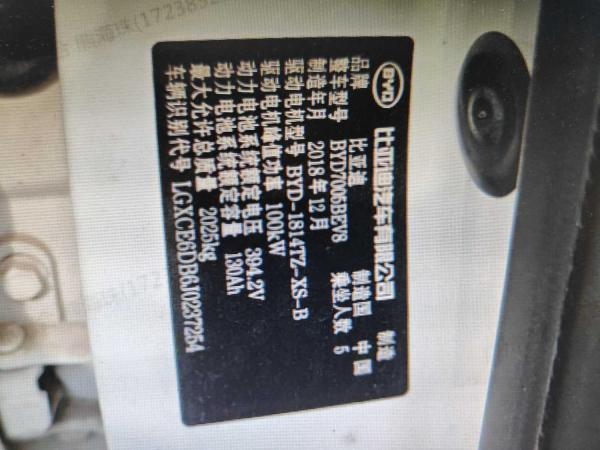 BYD 比亚迪汽车有限公司 制造
品牌 比亚迪 制造国 中国
整车型号 BYD7006BEV8 乘坐人数 5
制造年月 2018年12月
驱动电机型号 BYD-1814TZ-XS-B
驱动电机峰值功率 100kW
动力电池系统额定电压 394.2V
动力电池系统额定容量 130Ah
最大允许总质量 2025kg
车辆识别代号 LGXCE6DB6J0237254